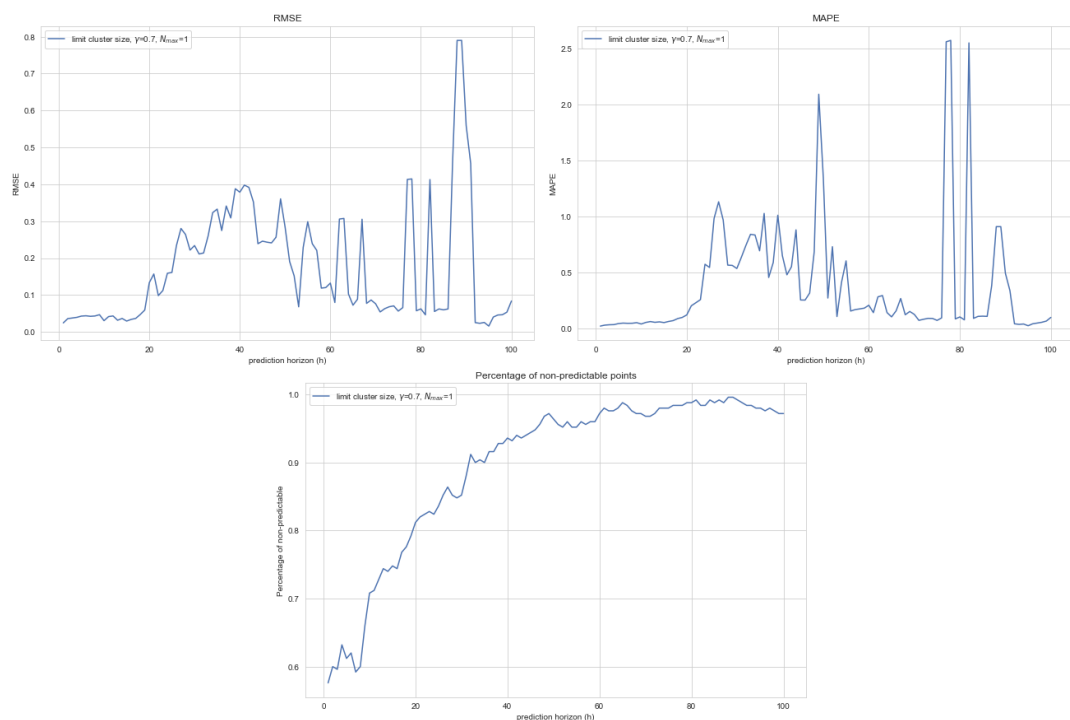 RMSE
limit cluster size, γ=0.7, Nmax=1
0.8
0.7
0.6
0.5
0.4
0.3
0.2
0.1
0.0
RMSE
0 20 40 60 80 100
prediction horizon (h)
MAPE
limit cluster size, γ=0.7, Nmax=1
2.5
2.0
1.5
1.0
0.5
0.0
MAPE
0 20 40 60 80 100
prediction horizon (h)
Percentage of non-predictable points
limit cluster size, γ=0.7, Nmax=1
1.0
0.9
0.8
0.7
0.6
Percentage of non-predictable
0 20 40 60 80 100
prediction horizon (h)